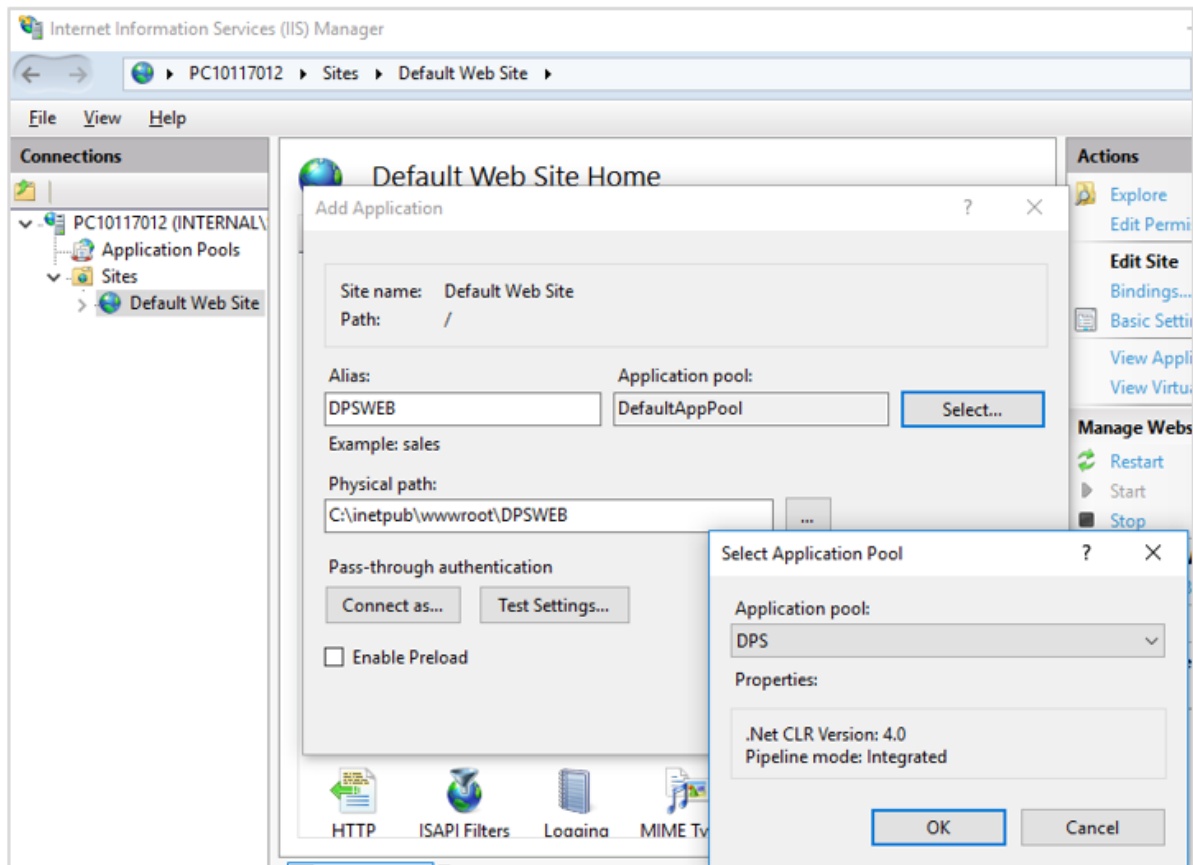 Internet Information Services (IIS) Manager
PC10117012 Sites Default Web Site
File View Help
Connections
PC10117012 (INTERNAL\
Application Pools
Sites
Default Web Site
Default Web Site Home
Add Application ?
Site name: Default Web Site
Path: /
Alias:
DPSWEB
Application pool:
DefaultAppPool
Select...
Example: sales
Physical path:
C:\inetpub\wwwroot\DPSWEB
...
Pass-through authentication
Connect as... Test Settings...
Enable Preload
Select Application Pool ?
Application pool:
DPS
Properties:
.Net CLR Version: 4.0
Pipeline mode: Integrated
OK Cancel
HTTP ISAPI Filters Logging MIME Ty
Actions
Explore
Edit Permi
Edit Site
Bindings...
Basic Setti
View Appli
View Virtua
Manage Webs
Restart
Start
Stop